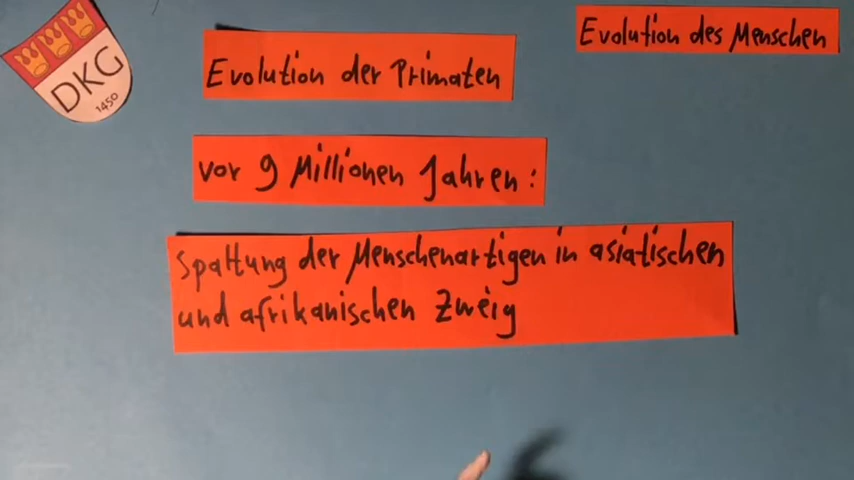 DKG
1450
Evolution des Menschen
Evolution der Primaten
vor 9 Millionen Jahren:
Spaltung der Menschenartigen in asiatischen
und afrikanischen Zweig